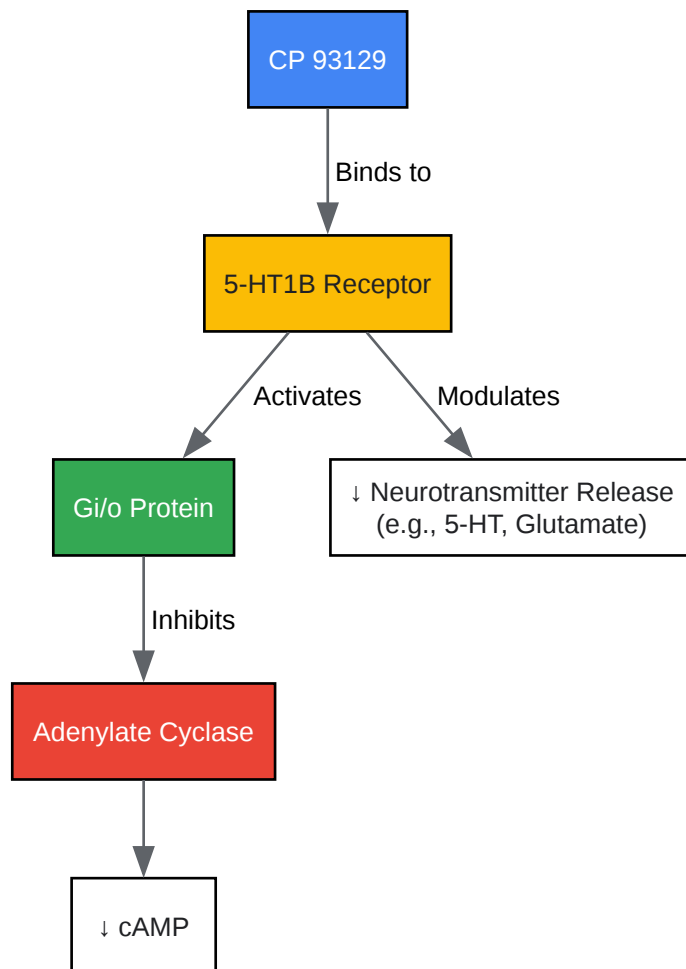 CP 93129
Binds to
5-HT1B Receptor
Activates
Modulates
Gi/o Protein
↓ Neurotransmitter Release
(e.g., 5-HT, Glutamate)
Inhibits
Adenylate Cyclase
↓ cAMP